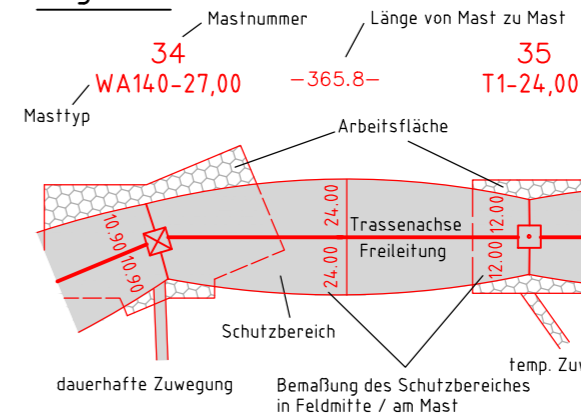 Mastnummer
Länge von Mast zu Mast
34
35
WA140-27,00
-365.8-
T1-24,00
Masttyp
Arbeitsfläche
10.90
10.90
24.00
24.00
12.00
12.00
Trassenachse
Freileitung
Schutzbereich
dauerhafte Zuwegung
Bemaßung des Schutzbereiches
in Feldmitte / am Mast
temp.